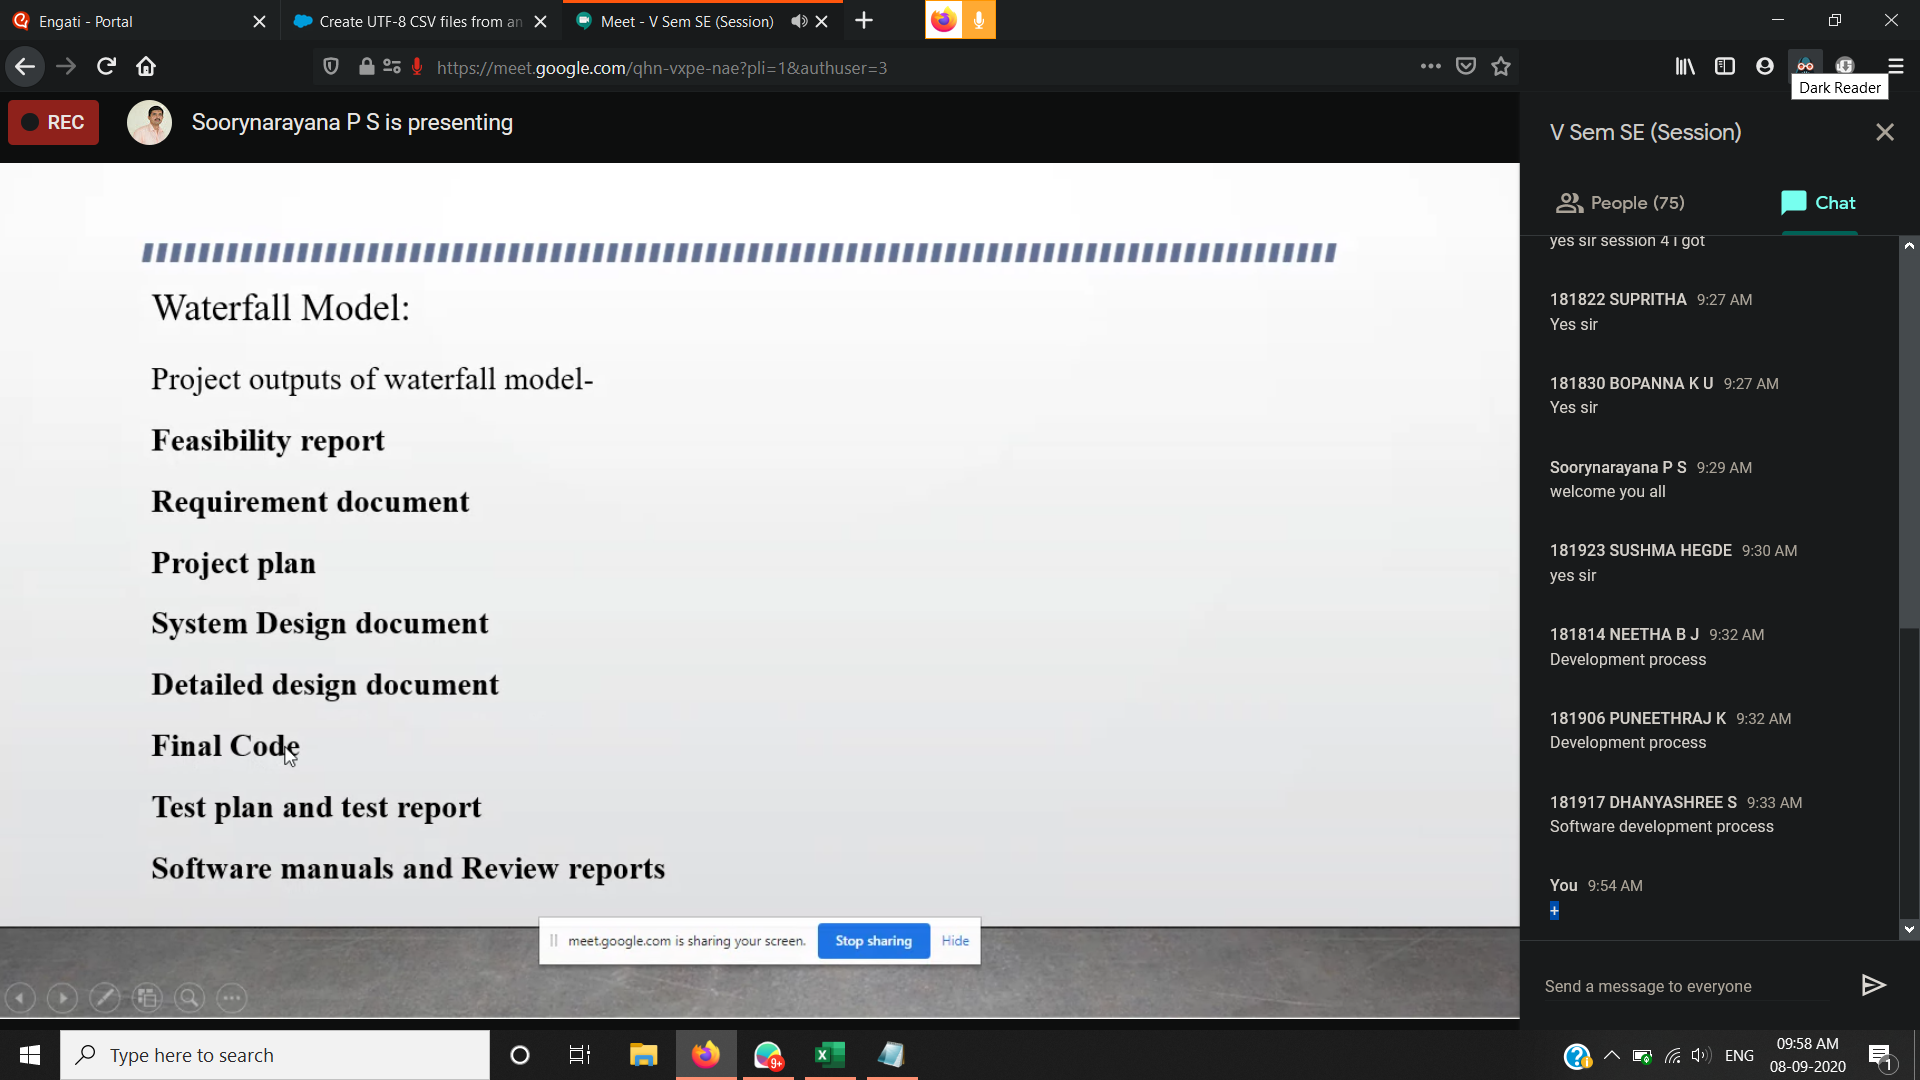 Engati - Portal
Create UTF-8 CSV files from an
Meet - V Sem SE (Session)
https://meet.google.com/qhn-vxpe-nae?pli=1&authuser=3
Dark Reader
REC
Soorynarayana P S is presenting
Waterfall Model:
Project outputs of waterfall model-
Feasibility report
Requirement document
Project plan
System Design document
Detailed design document
Final Code
Test plan and test report
Software manuals and Review reports
meet.google.com is sharing your screen.
Stop sharing
Hide
V Sem SE (Session)
People (75)
Chat
yes sir session 4 i got
181822 SUPRITHA 9:27 AM
Yes sir
181830 BOPANNA K U 9:27 AM
Yes sir
Soorynarayana P S 9:29 AM
welcome you all
181923 SUSHMA HEGDE 9:30 AM
yes sir
181814 NEETHA B J 9:32 AM
Development process
181906 PUNEETHRAJ K 9:32 AM
Development process
181917 DHANYASHREE S 9:33 AM
Software development process
You 9:54 AM
+
Send a message to everyone
Type here to search
9+
ENG
09:58 AM
08-09-2020
1